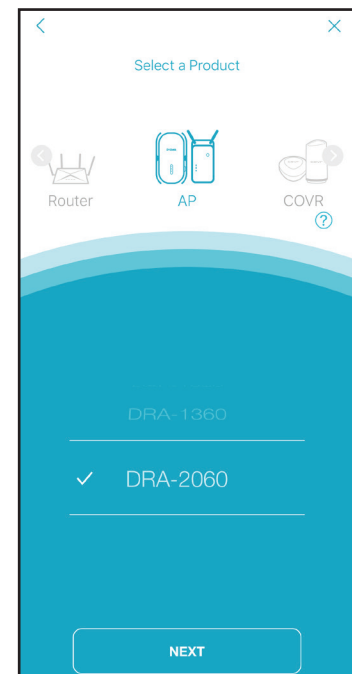 Select a Product
Router
AP
COVR
?
DRA-1360
DRA-2060
NEXT